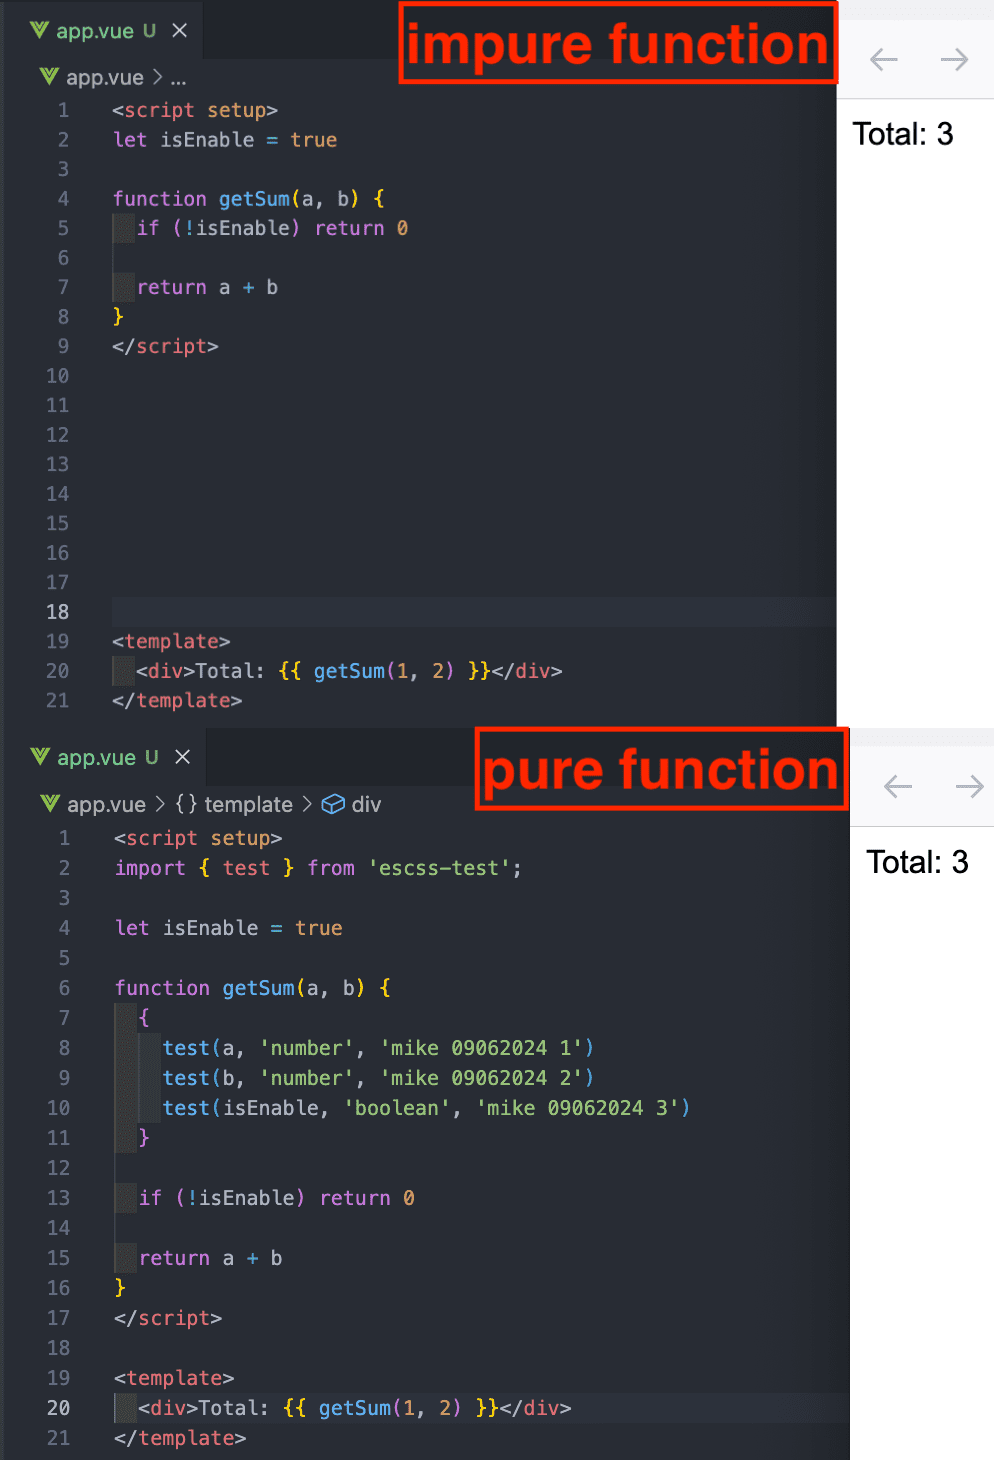 app.vue U ×
impure function
app.vue > ...
1 <script setup>
2 let isEnable = true
3
4 function getSum(a, b) {
5 if (!isEnable) return 0
6
7 return a + b
8 }
9 </script>
10
11
12
13
14
15
16
17
18
19 <template>
20 <div>Total: {{ getSum(1, 2) }}</div>
21 </template>
Total: 3
app.vue U ×
pure function
app.vue > {} template > div
1 <script setup>
2 import { test } from 'escss-test';
3
4 let isEnable = true
5
6 function getSum(a, b) {
7 {
8 test(a, 'number', 'mike 09062024 1')
9 test(b, 'number', 'mike 09062024 2')
10 test(isEnable, 'boolean', 'mike 09062024 3')
11 }
12
13 if (!isEnable) return 0
14
15 return a + b
16 }
17 </script>
18
19 <template>
20 <div>Total: {{ getSum(1, 2) }}</div>
21 </template>
Total: 3